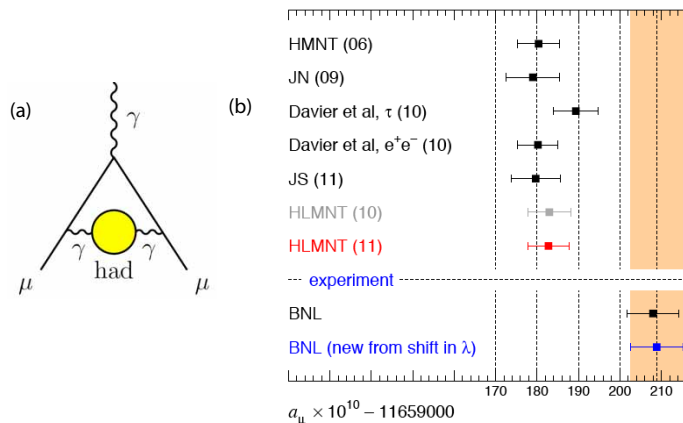 (a)
γ
γ
γ
had
μ
μ
(b)
HMNT (06)
JN (09)
Davier et al, τ (10)
Davier et al, e⁺e⁻ (10)
JS (11)
HLMNT (10)
HLMNT (11)
experiment
BNL
BNL (new from shift in λ)
170 180 190 200 210
aμ × 10¹⁰ – 11659000